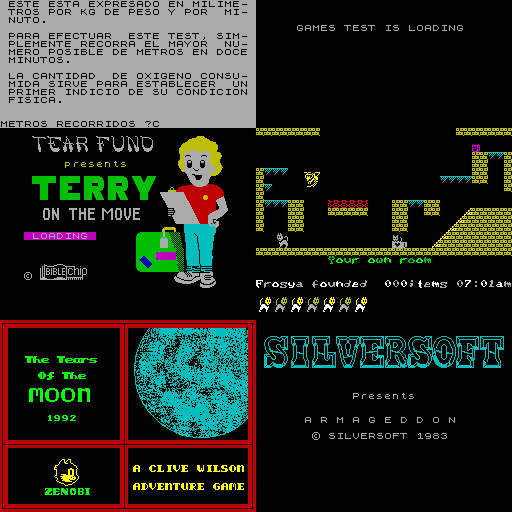 ESTE ESTA EXPRESADO EN MILIME-
TROS POR KG DE PESO Y POR  MI-
NUTO.
PARA EFECTUAR  ESTE TEST, SIM-
PLEMENTE RECORRA EL MAYOR  NU-
MERO POSIBLE DE METROS EN DOCE
MINUTOS.
LA CANTIDAD  DE OXIGENO CONSU-
MIDA SIRVE PARA ESTABLECER  UN
PRIMER INDICIO DE SU CONDICION
FISICA.
METROS RECORRIDOS ?C
GAMES TEST IS LOADING
TEAR FUND
presents
TERRY
ON THE MOVE
LOADING
© BIBLE Chip
Your own room
Frosya founded  000items 07:01am
The Tears
Of The
MOON
1992
ZENOBI
A CLIVE WILSON
ADVENTURE GAME
SILVERSOFT
Presents
ARMAGEDDON
© SILVERSOFT 1983